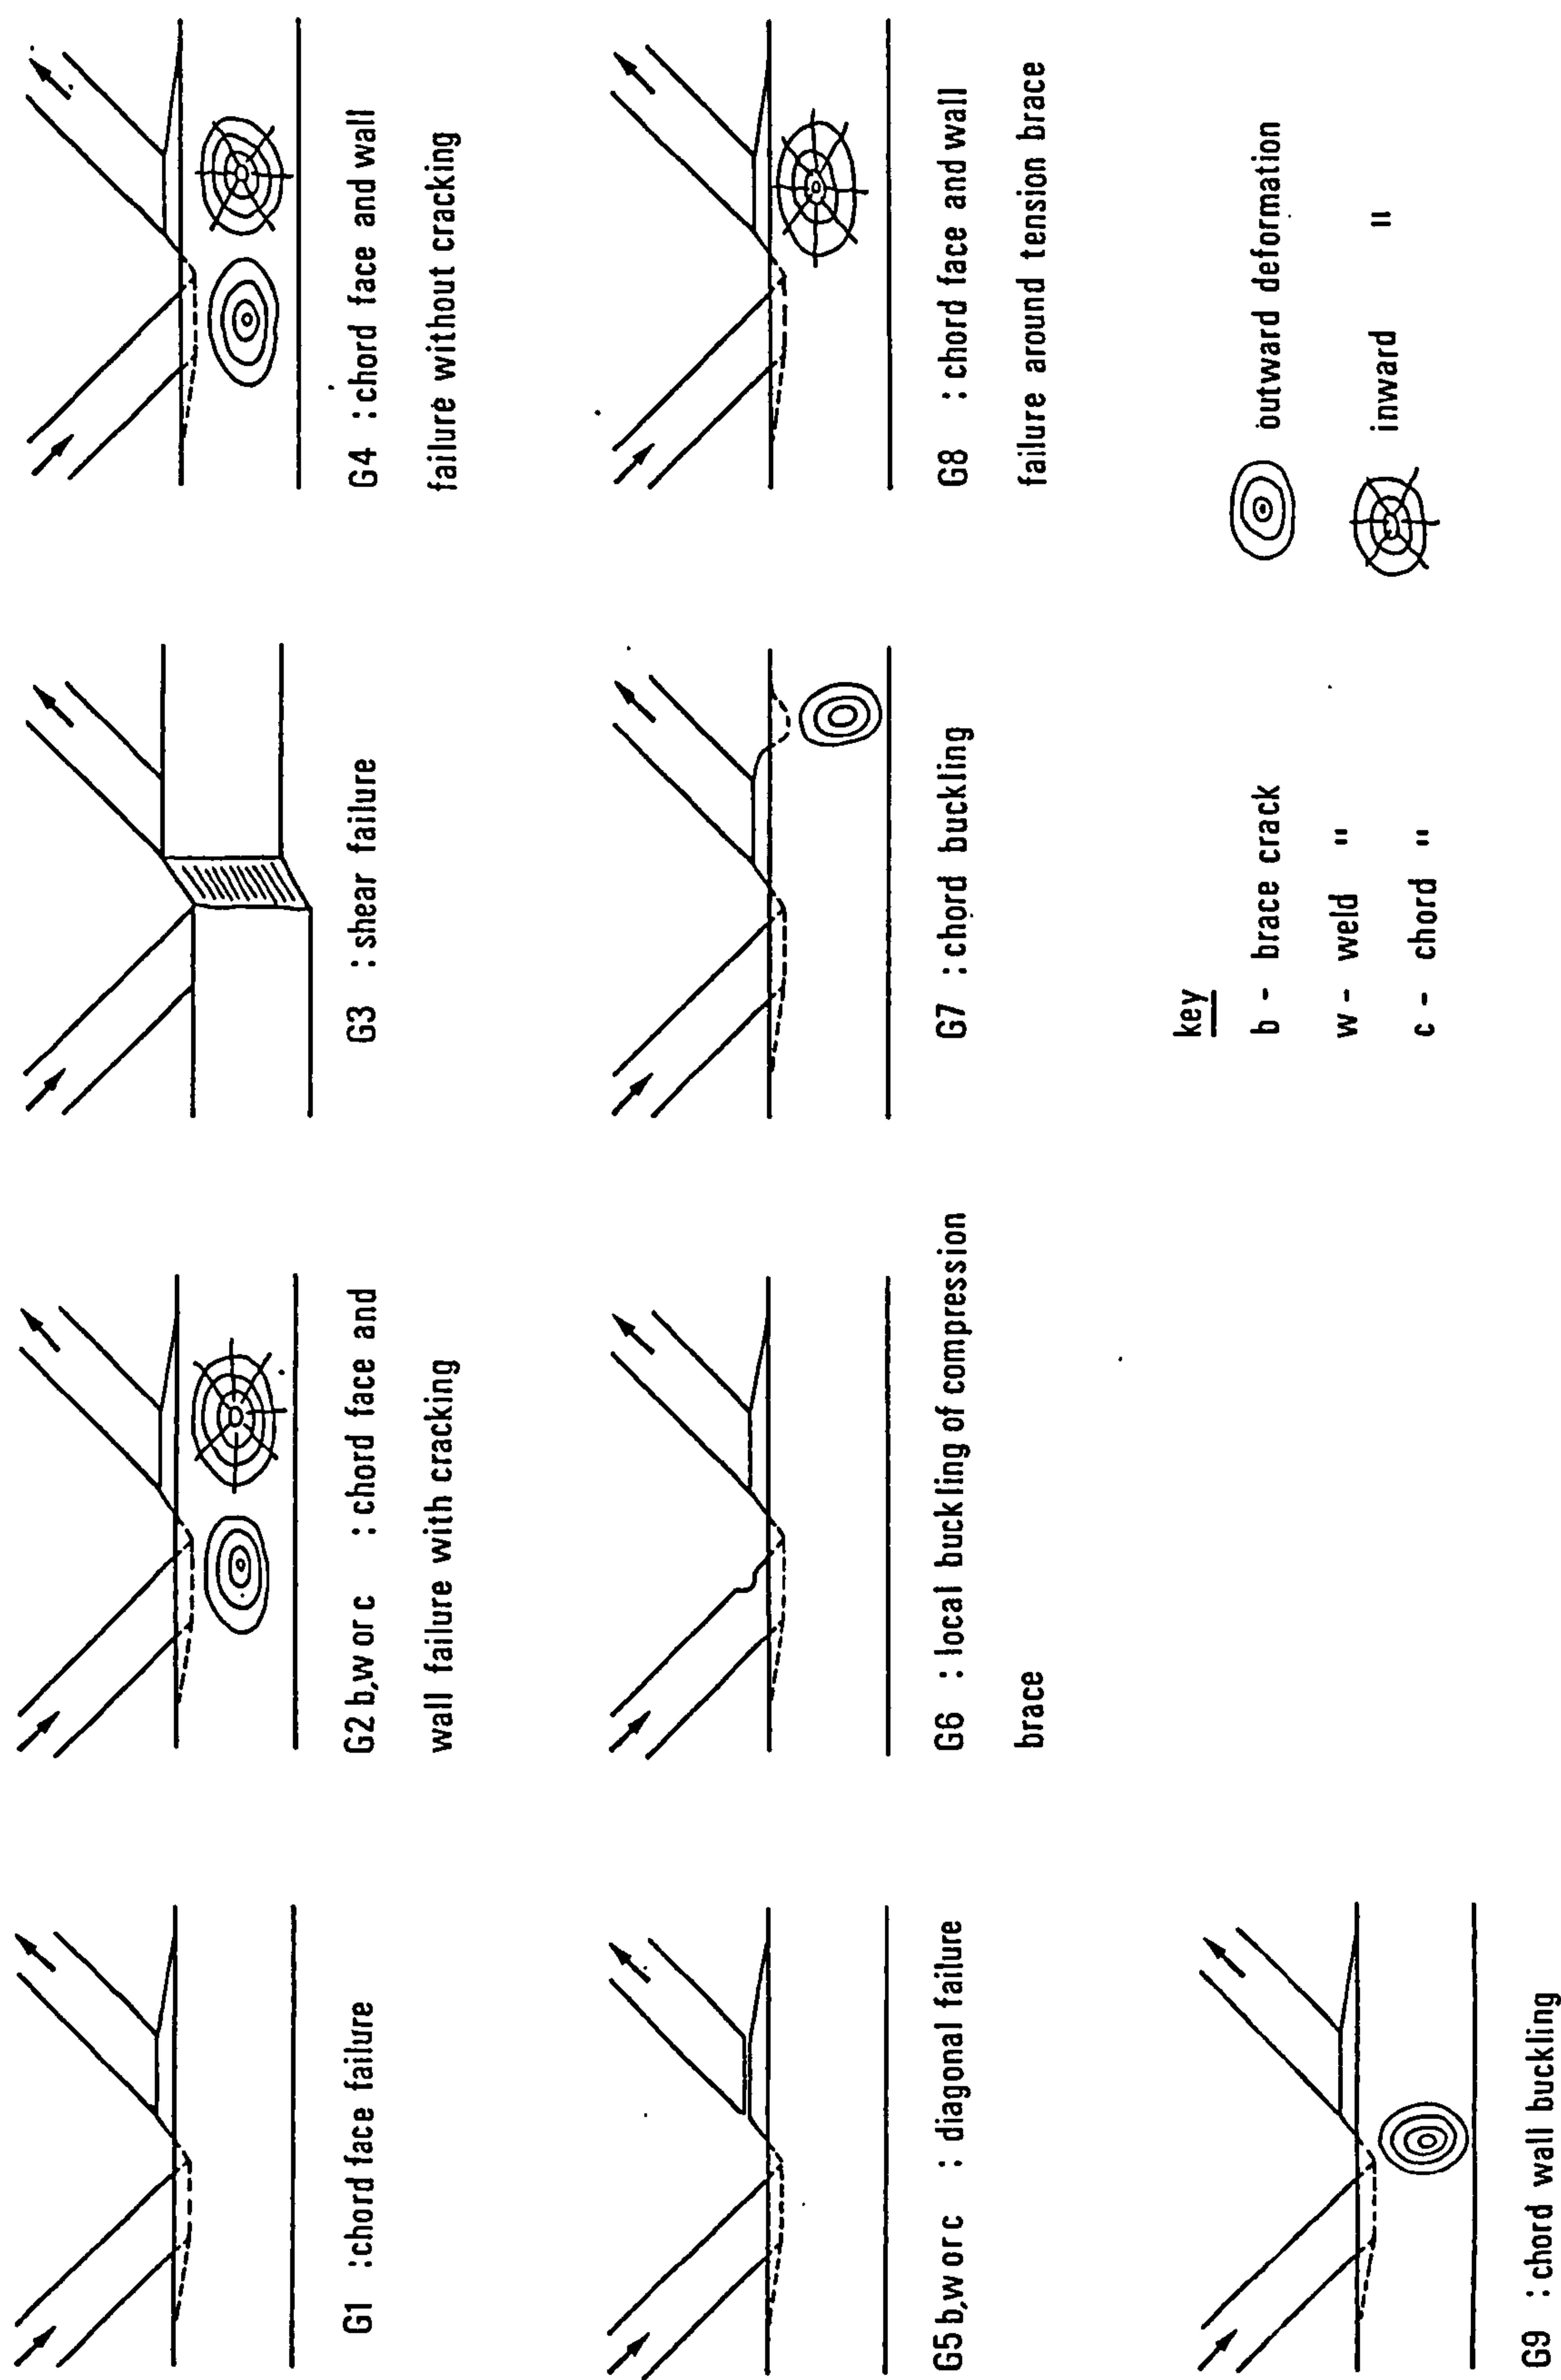 G1 : chord face failure
G2 b,w or c : chord face and
wall failure with cracking
G3 : shear failure
G4 : chord face and wall
failure without cracking
G5 b,w or c : diagonal failure
G6 : local buckling of compression
brace
G7 : chord buckling
G8 : chord face and wall
failure around tension brace
G9 : chord wall buckling
key
b - brace crack
w - weld "
c - chord "
outward deformation
inward "